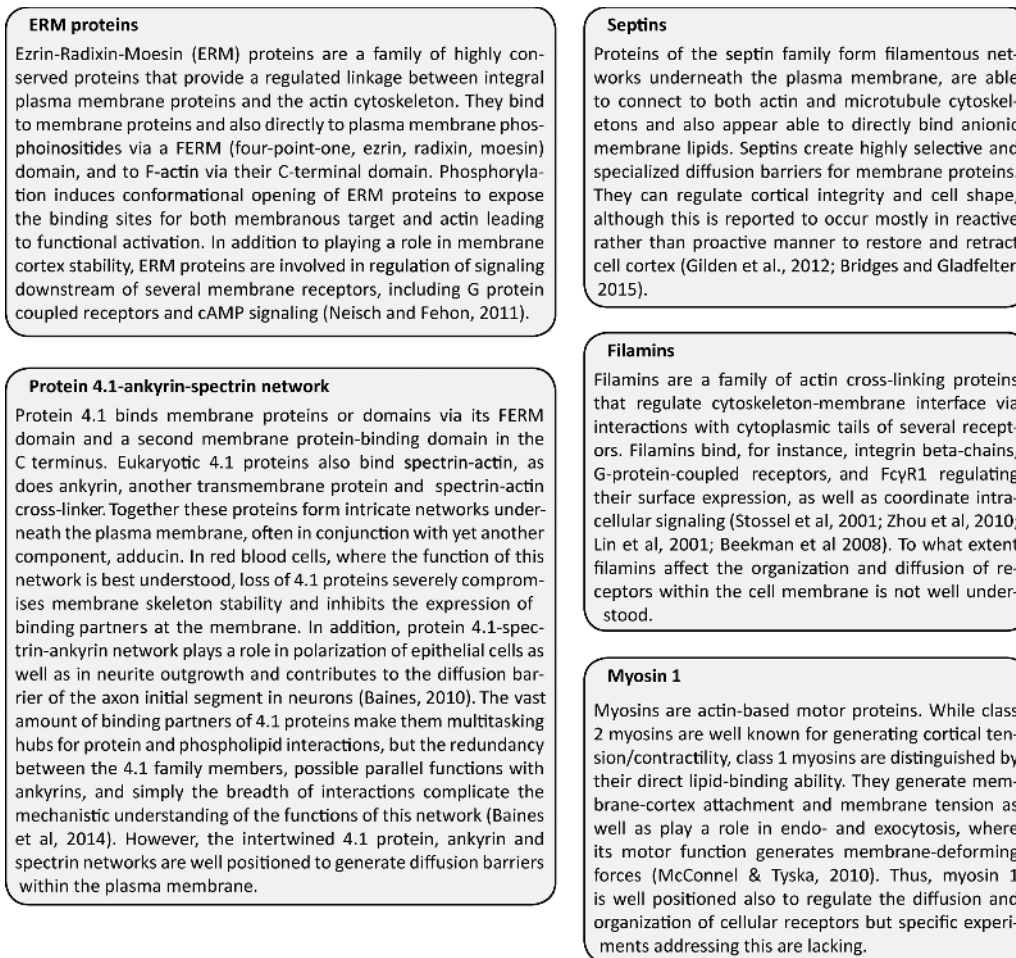 ERM proteins
Ezrin-Radixin-Moesin (ERM) proteins are a family of highly con-
served proteins that provide a regulated linkage between integral
plasma membrane proteins and the actin cytoskeleton. They bind
to membrane proteins and also directly to plasma membrane phos-
phoinositides via a FERM (four-point-one, ezrin, radixin, moesin)
domain, and to F-actin via their C-terminal domain. Phosphoryla-
tion induces conformational opening of ERM proteins to expose
the binding sites for both membranous target and actin leading
to functional activation. In addition to playing a role in membrane
cortex stability, ERM proteins are involved in regulation of signaling
downstream of several membrane receptors, including G protein
coupled receptors and cAMP signaling (Neisch and Fehon, 2011).
Protein 4.1-ankyrin-spectrin network
Protein 4.1 binds membrane proteins or domains via its FERM
domain and a second membrane protein-binding domain in the
C terminus. Eukaryotic 4.1 proteins also bind spectrin-actin, as
does ankyrin, another transmembrane protein and spectrin-actin
cross-linker. Together these proteins form intricate networks under-
neath the plasma membrane, often in conjunction with yet another
component, adducin. In red blood cells, where the function of this
network is best understood, loss of 4.1 proteins severely comprom-
ises membrane skeleton stability and inhibits the expression of
binding partners at the membrane. In addition, protein 4.1-spec-
trin-ankyrin network plays a role in polarization of epithelial cells as
well as in neurite outgrowth and contributes to the diffusion bar-
rier of the axon initial segment in neurons (Baines, 2010). The vast
amount of binding partners of 4.1 proteins make them multitasking
hubs for protein and phospholipid interactions, but the redundancy
between the 4.1 family members, possible parallel functions with
ankyrins, and simply the breadth of interactions complicate the
mechanistic understanding of the functions of this network (Baines
et al, 2014). However, the intertwined 4.1 protein, ankyrin and
spectrin networks are well positioned to generate diffusion barriers
within the plasma membrane.
Septins
Proteins of the septin family form filamentous net-
works underneath the plasma membrane, are able
to connect to both actin and microtubule cytoskel-
etons and also appear able to directly bind anionic
membrane lipids. Septins create highly selective and
specialized diffusion barriers for membrane proteins.
They can regulate cortical integrity and cell shape,
although this is reported to occur mostly in reactive
rather than proactive manner to restore and retract
cell cortex (Gilden et al., 2012; Bridges and Gladfelter
2015).
Filamins
Filamins are a family of actin cross-linking proteins
that regulate cytoskeleton-membrane interface via
interactions with cytoplasmic tails of several recept-
ors. Filamins bind, for instance, integrin beta-chains,
G-protein-coupled receptors, and FcγR1 regulating
their surface expression, as well as coordinate intra-
cellular signaling (Stossel et al, 2001; Zhou et al, 2010;
Lin et al, 2001; Beekman et al 2008). To what extent
filamins affect the organization and diffusion of re-
ceptors within the cell membrane is not well under-
stood.
Myosin 1
Myosins are actin-based motor proteins. While class
2 myosins are well known for generating cortical ten-
sion/contractility, class 1 myosins are distinguished by
their direct lipid-binding ability. They generate mem-
brane-cortex attachment and membrane tension as
well as play a role in endo- and exocytosis, where
its motor function generates membrane-deforming
forces (McConnel & Tyska, 2010). Thus, myosin 1
is well positioned also to regulate the diffusion and
organization of cellular receptors but specific experi-
ments addressing this are lacking.